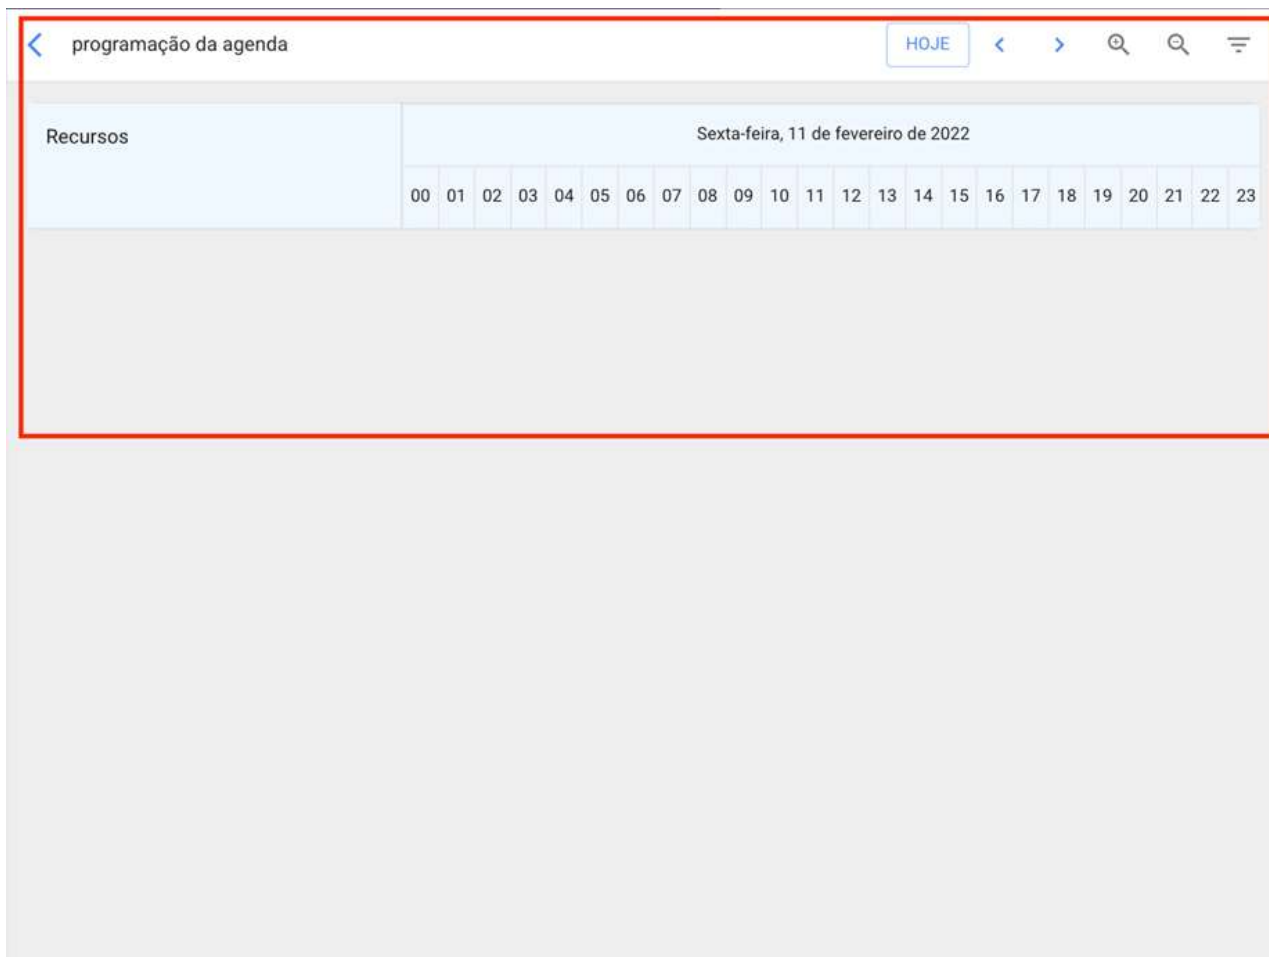 programação da agenda HOJE
Recursos
Sexta-feira, 11 de fevereiro de 2022
00 01 02 03 04 05 06 07 08 09 10 11 12 13 14 15 16 17 18 19 20 21 22 23